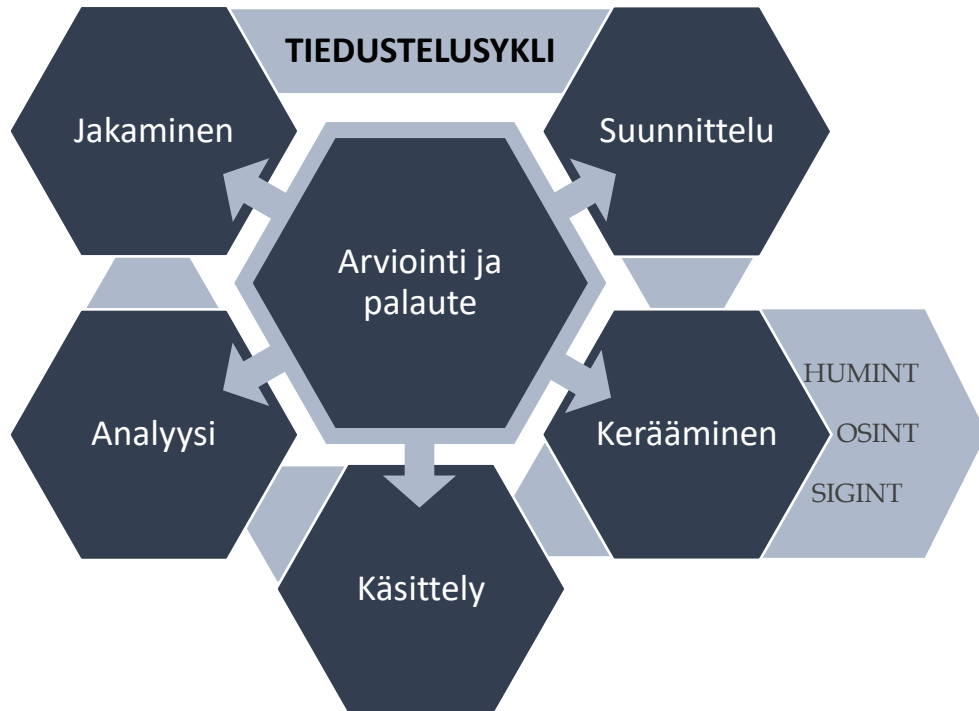 TIEDUSTELUSYKLI
Jakaminen
Suunnittelu
Arviointi ja
palaute
HUMINT
Analyysi
Kerääminen
OSINT
SIGINT
Käsittely